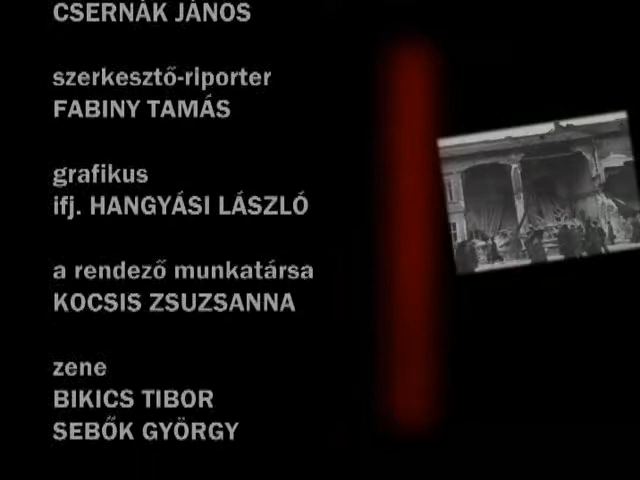 CSERNÁK JÁNOS
szerkesztő-riporter
FABINY TAMÁS
grafikus
ifj. HANGYÁSI LÁSZLÓ
a rendező munkatársa
KOCSIS ZSUZSANNA
zene
BIKICS TIBOR
SEBŐK GYÖRGY